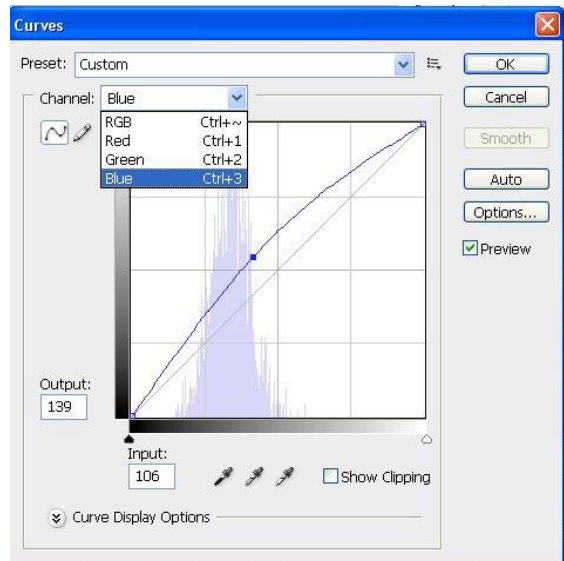 Curves
Preset: Custom
OK
Channel: Blue
Cancel
RGB Ctrl+~
Red Ctrl+1
Green Ctrl+2
Blue Ctrl+3
Smooth
Auto
Options...
Preview
Output:
139
Input:
106
Show Clipping
Curve Display Options